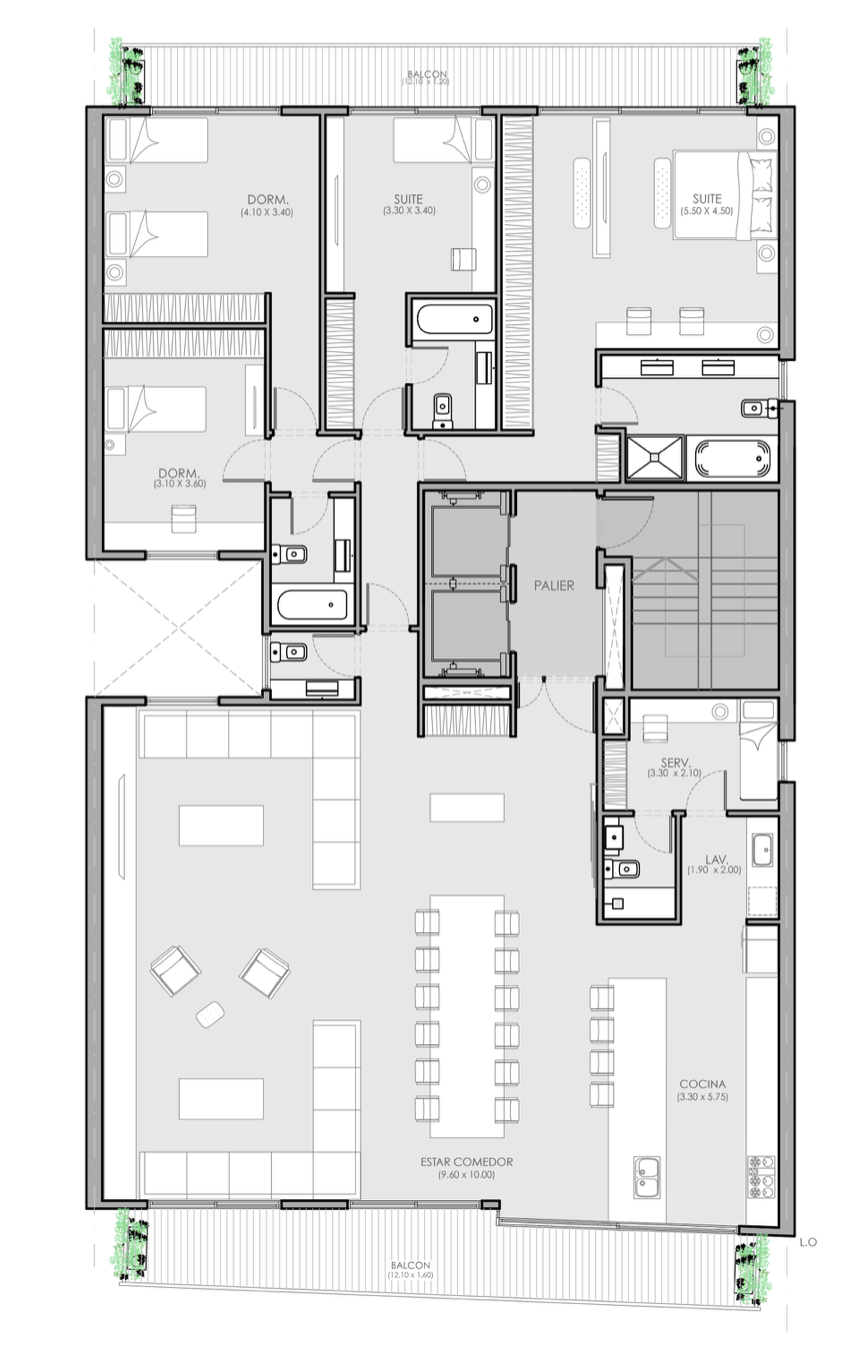 BALCON
(12.10 x 1.20)
DORM.
(4.10 X 3.40)
SUITE
(3.30 X 3.40)
SUITE
(5.50 X 4.50)
DORM.
(3.10 X 3.60)
PALIER
SERV.
(3.30 x 2.10)
LAV.
(1.90 x 2.00)
COCINA
(3.30 x 5.75)
ESTAR COMEDOR
(9.60 x 10.00)
L.O
BALCON
(12.10 x 1.60)